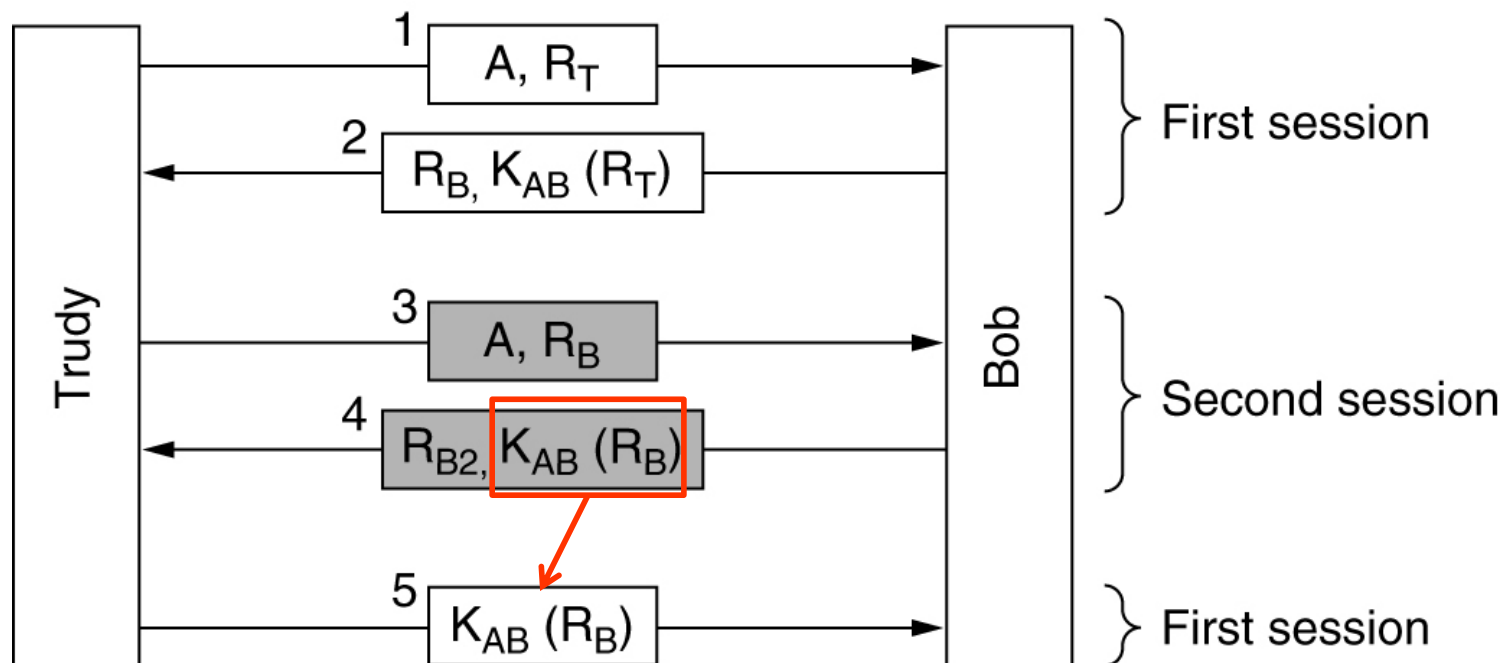 1
A, R_T
2
R_B, K_AB (R_T)
First session
3
A, R_B
4
R_B2, K_AB (R_B)
Second session
5
K_AB (R_B)
First session
Trudy
Bob